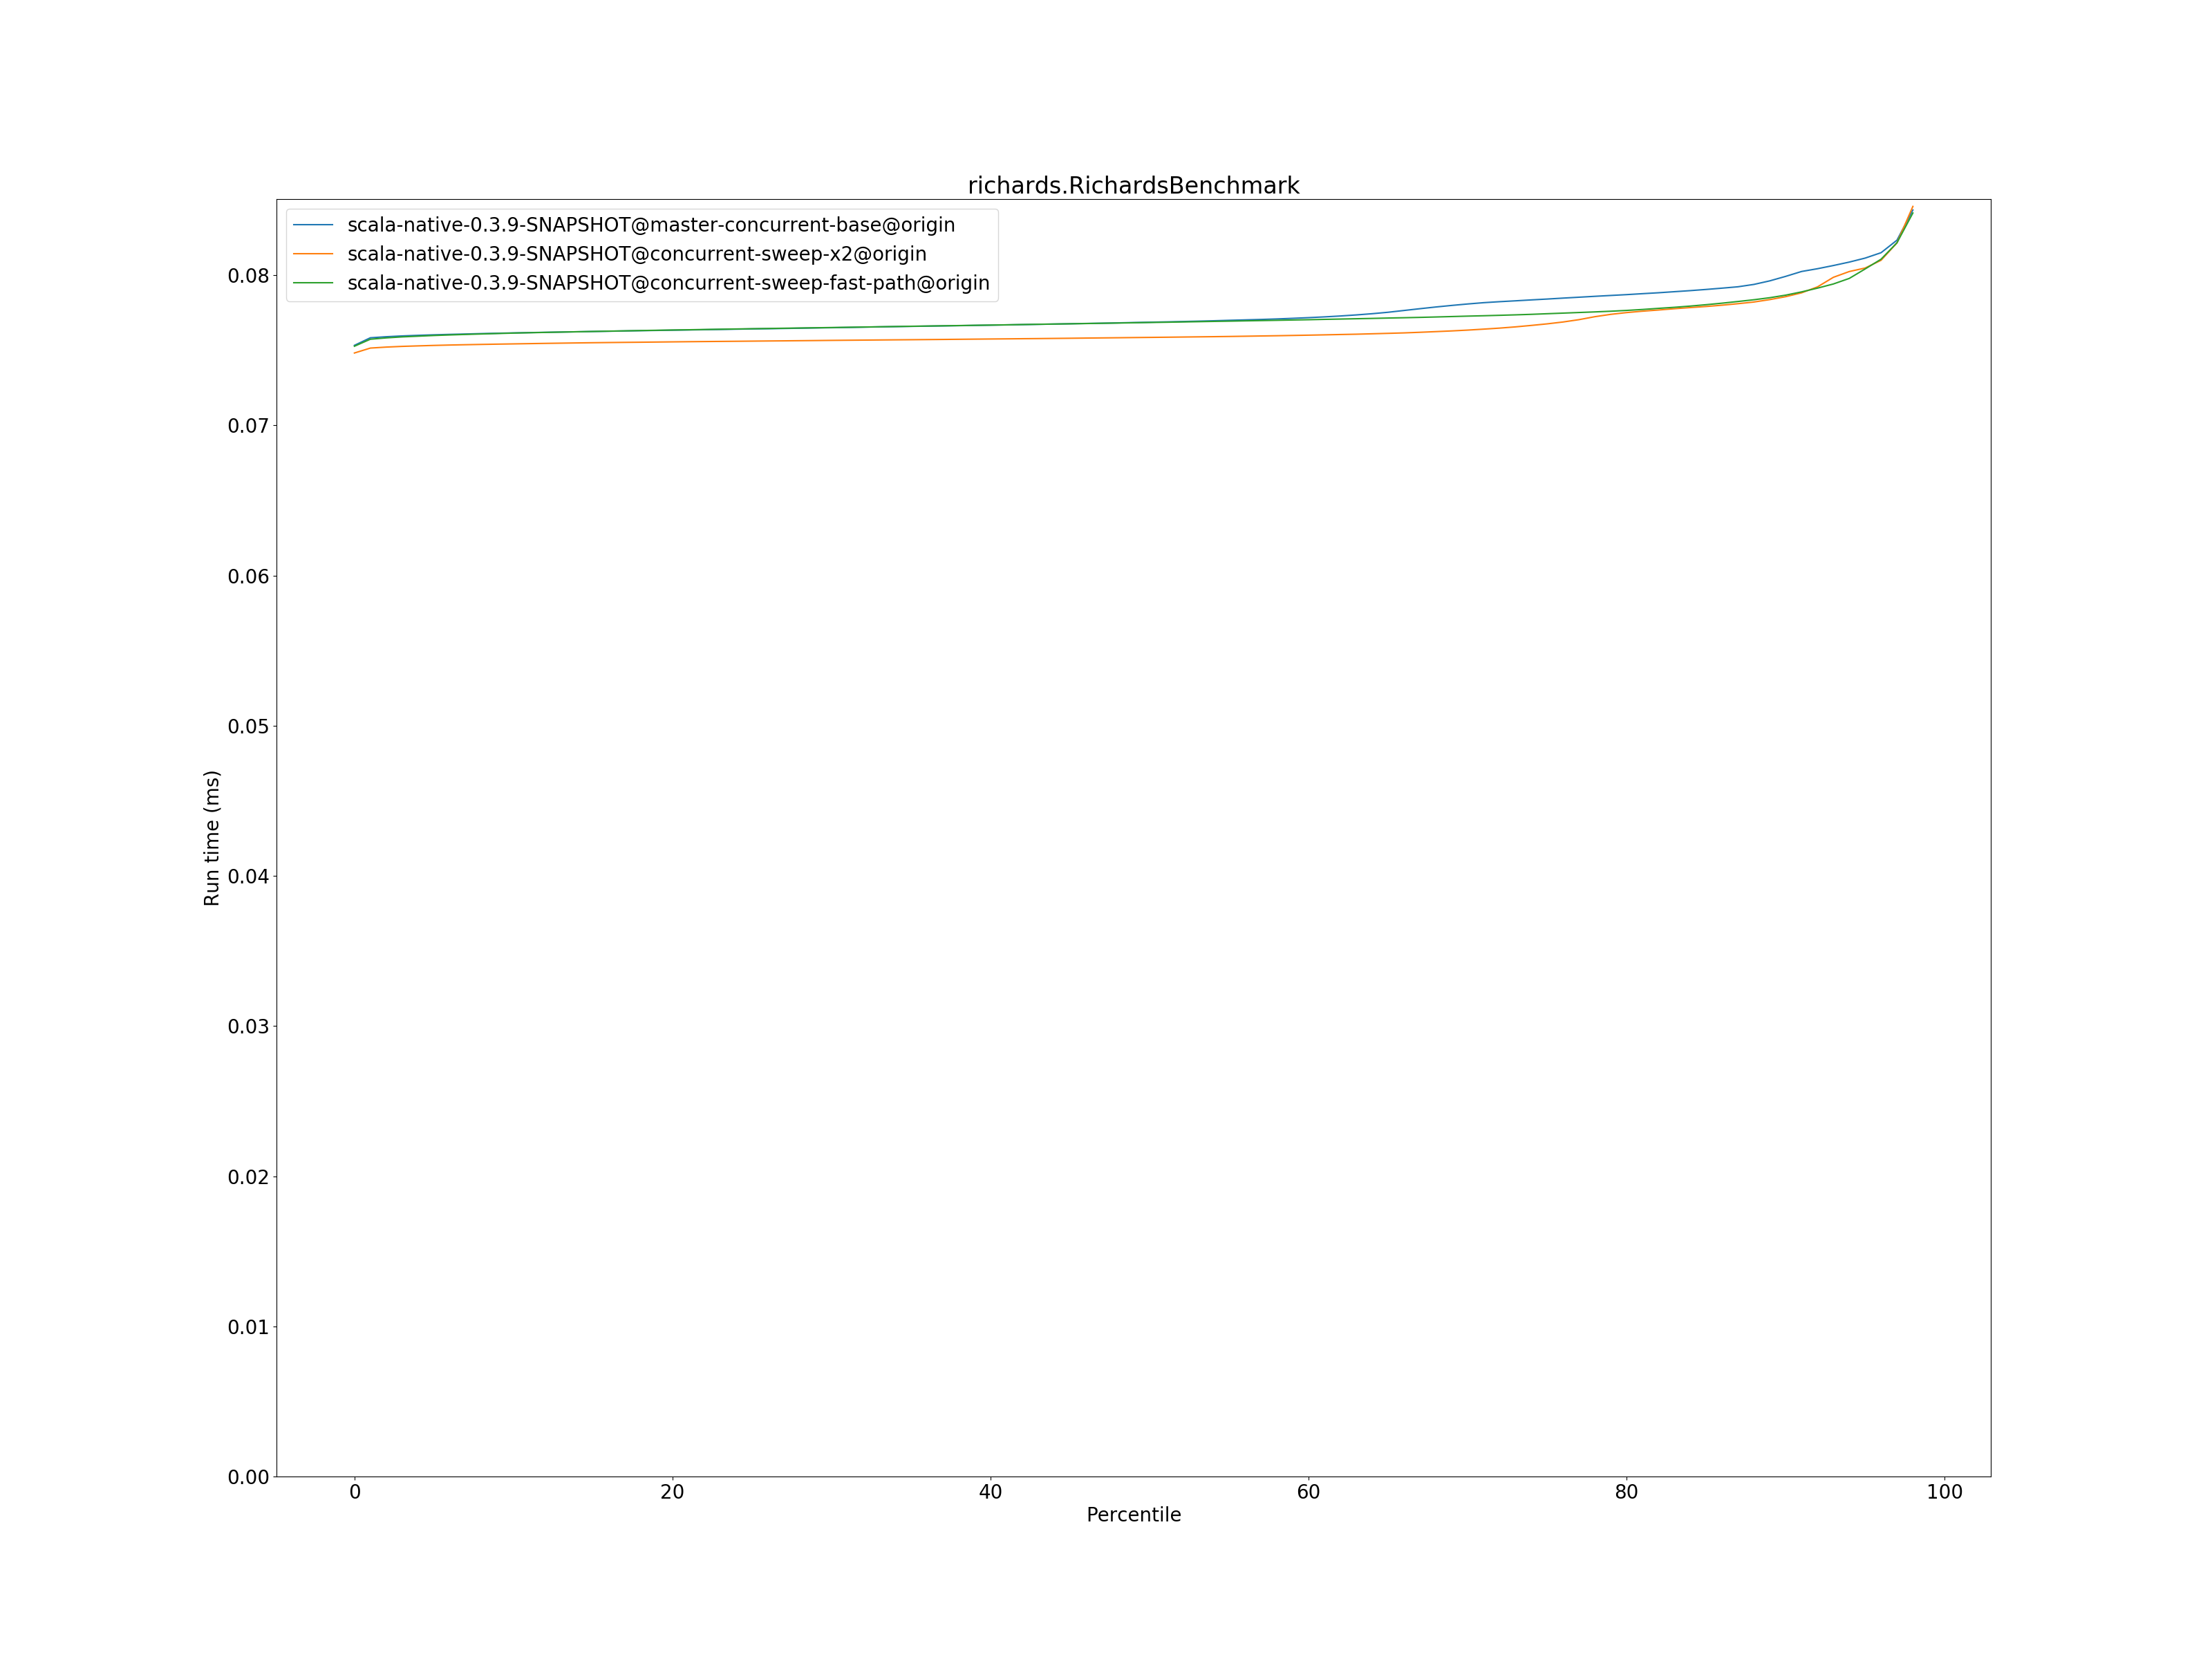 richards.RichardsBenchmark
scala-native-0.3.9-SNAPSHOT@master-concurrent-base@origin
scala-native-0.3.9-SNAPSHOT@concurrent-sweep-x2@origin
scala-native-0.3.9-SNAPSHOT@concurrent-sweep-fast-path@origin
0.08
0.07
0.06
0.05
0.04
0.03
0.02
0.01
0.00
Run time (ms)
0 20 40 60 80 100
Percentile